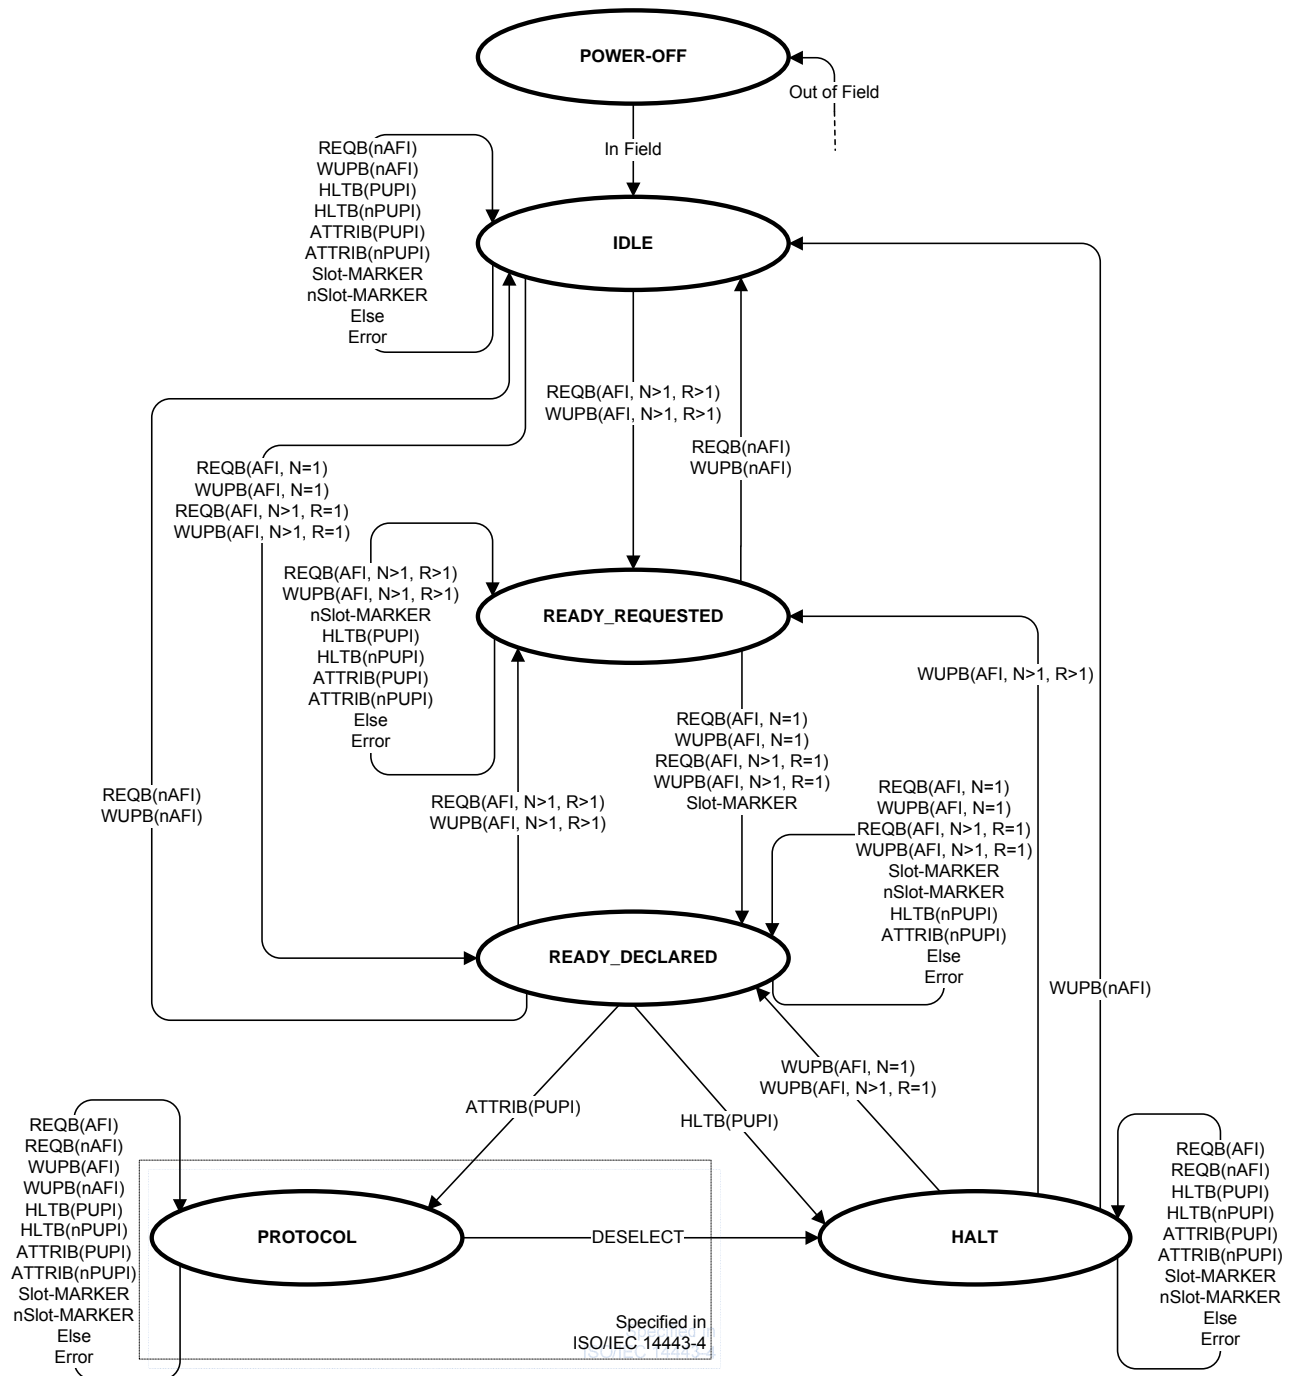 POWER-OFF
Out of Field
In Field
REQB(nAFI)
WUPB(nAFI)
HLTB(PUPI)
HLTB(nPUPI)
ATTRIB(PUPI)
ATTRIB(nPUPI)
Slot-MARKER
nSlot-MARKER
Else
Error
IDLE
REQB(AFI, N>1, R>1)
WUPB(AFI, N>1, R>1)
REQB(nAFI)
WUPB(nAFI)
REQB(AFI, N=1)
WUPB(AFI, N=1)
REQB(AFI, N>1, R=1)
WUPB(AFI, N>1, R=1)
REQB(AFI, N>1, R>1)
WUPB(AFI, N>1, R>1)
nSlot-MARKER
HLTB(PUPI)
HLTB(nPUPI)
ATTRIB(PUPI)
ATTRIB(nPUPI)
Else
Error
READY_REQUESTED
WUPB(AFI, N>1, R>1)
REQB(AFI, N=1)
WUPB(AFI, N=1)
REQB(AFI, N>1, R=1)
WUPB(AFI, N>1, R=1)
Slot-MARKER
REQB(nAFI)
WUPB(nAFI)
REQB(AFI, N>1, R>1)
WUPB(AFI, N>1, R>1)
REQB(AFI, N=1)
WUPB(AFI, N=1)
REQB(AFI, N>1, R=1)
WUPB(AFI, N>1, R=1)
Slot-MARKER
nSlot-MARKER
HLTB(nPUPI)
ATTRIB(nPUPI)
Else
Error
READY_DECLARED
WUPB(nAFI)
WUPB(AFI, N=1)
WUPB(AFI, N>1, R=1)
ATTRIB(PUPI)
HLTB(PUPI)
REQB(AFI)
REQB(nAFI)
WUPB(AFI)
WUPB(nAFI)
HLTB(PUPI)
HLTB(nPUPI)
ATTRIB(PUPI)
ATTRIB(nPUPI)
Slot-MARKER
nSlot-MARKER
Else
Error
PROTOCOL
DESELECT
HALT
REQB(AFI)
REQB(nAFI)
HLTB(PUPI)
HLTB(nPUPI)
ATTRIB(PUPI)
ATTRIB(nPUPI)
Slot-MARKER
nSlot-MARKER
Else
Error
Specified in
ISO/IEC 14443-4
Specified in
ISO/IEC 14443-4